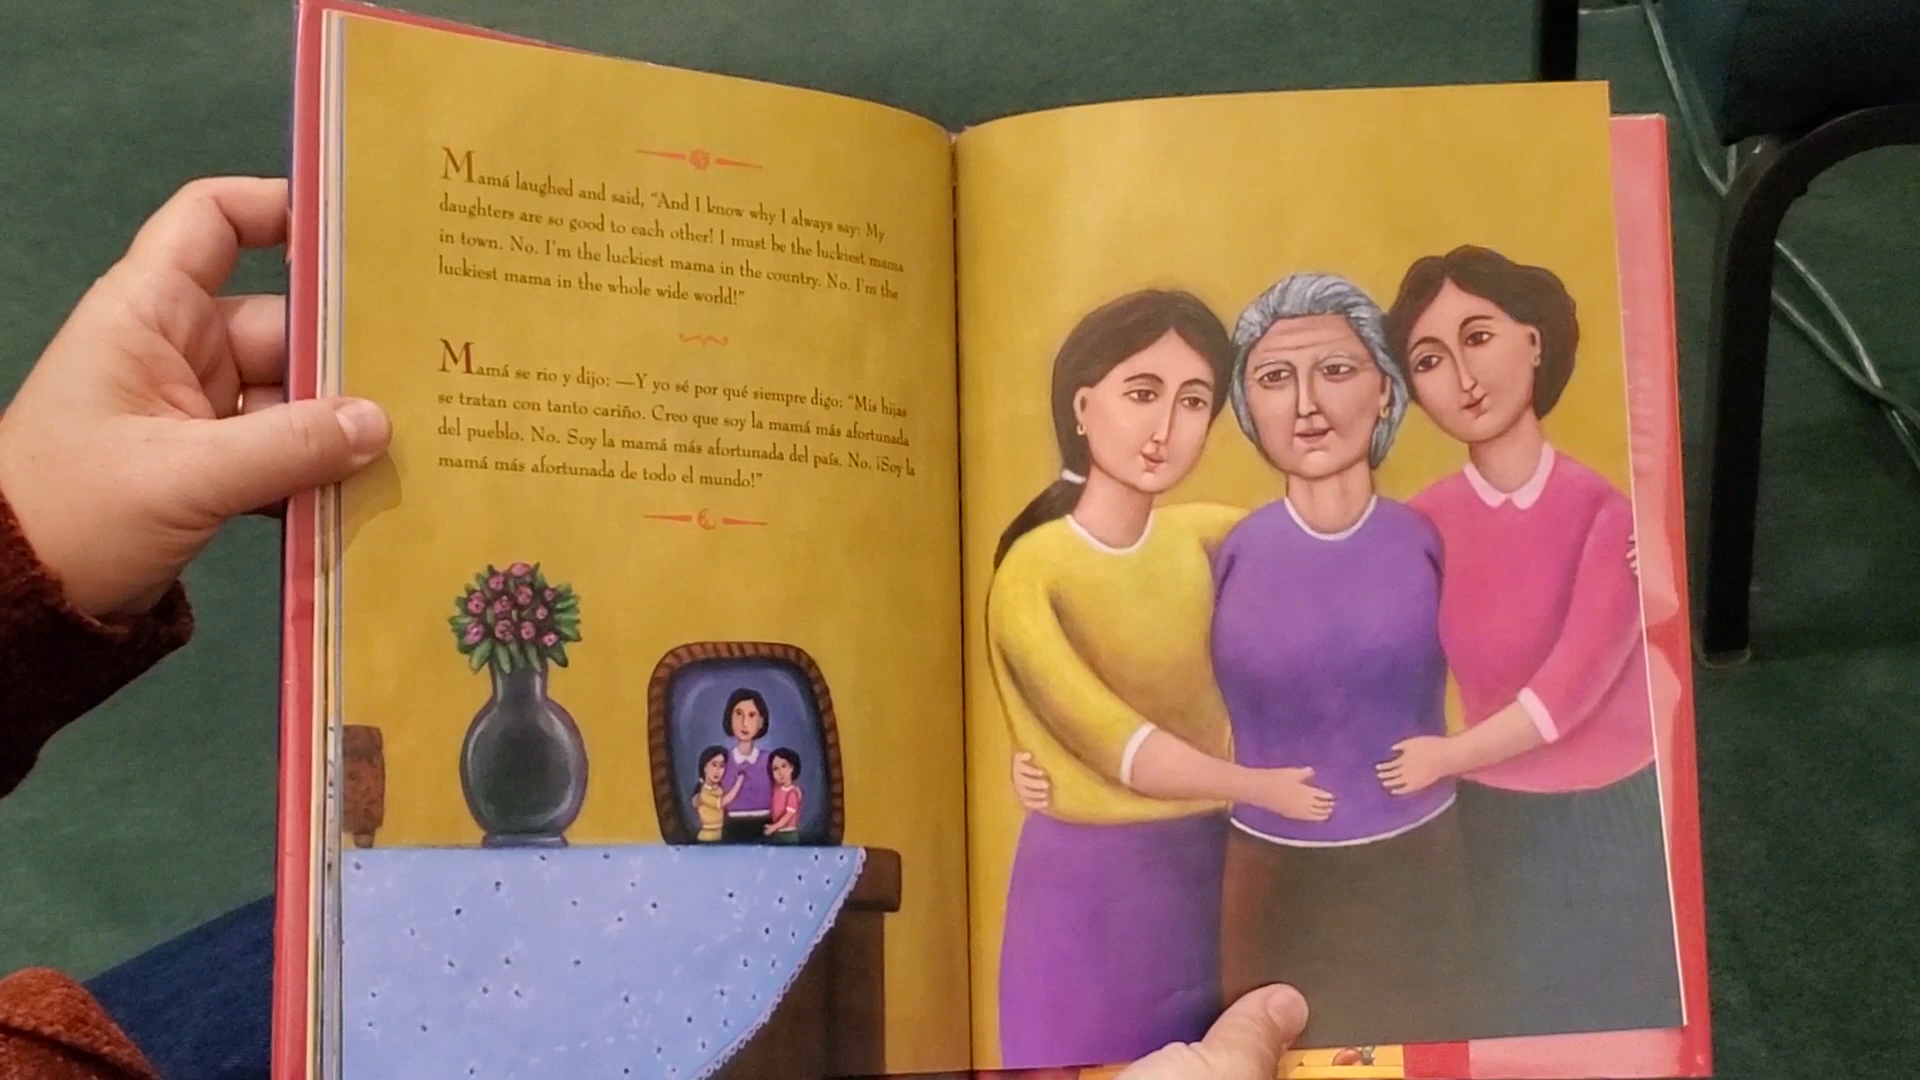 Mamá laughed and said, “And I know why I always say: My
daughters are so good to each other! I must be the luckiest mama
in town. No. I'm the luckiest mama in the country. No. I'm the
luckiest mama in the whole wide world!”
Mamá se rio y dijo: —Y yo sé por qué siempre digo: “Mis hijas
se tratan con tanto cariño. Creo que soy la mamá más afortunada
del pueblo. No. Soy la mamá más afortunada del país. No. ¡Soy la
mamá más afortunada de todo el mundo!”